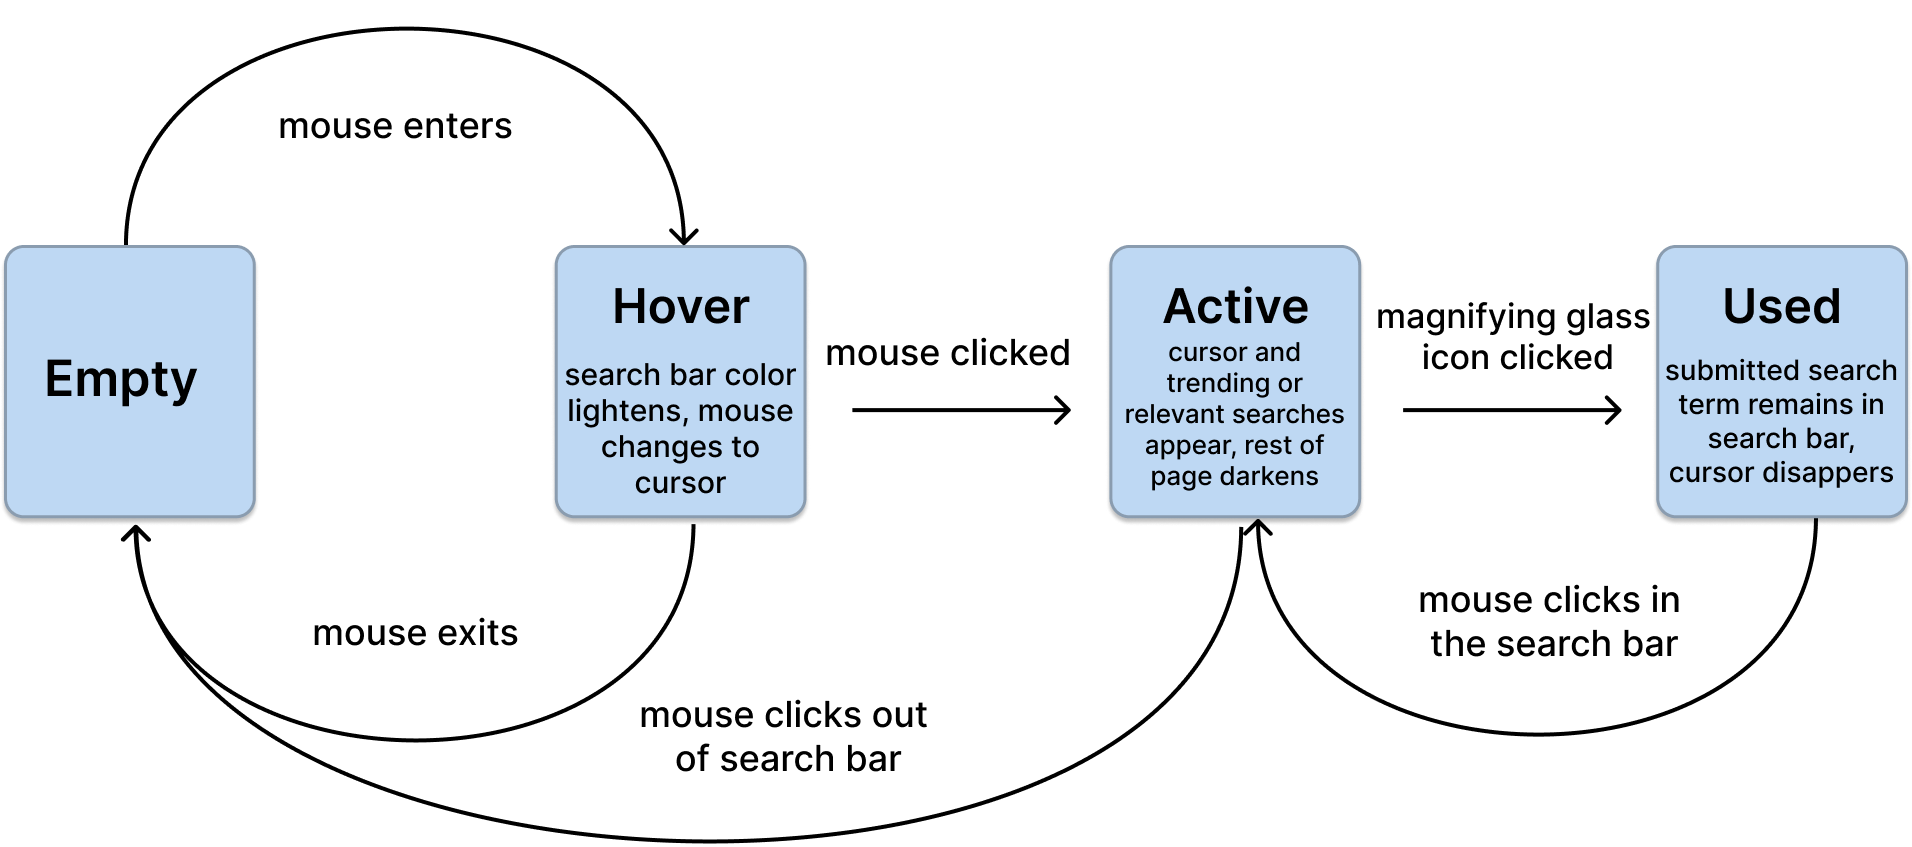 mouse enters
Empty
Hover
search bar color
lightens, mouse
changes to
cursor
mouse clicked
Active
cursor and
trending or
relevant searches
appear, rest of
page darkens
magnifying glass
icon clicked
Used
submitted search
term remains in
search bar,
cursor disappers
mouse exits
mouse clicks out
of search bar
mouse clicks in
the search bar